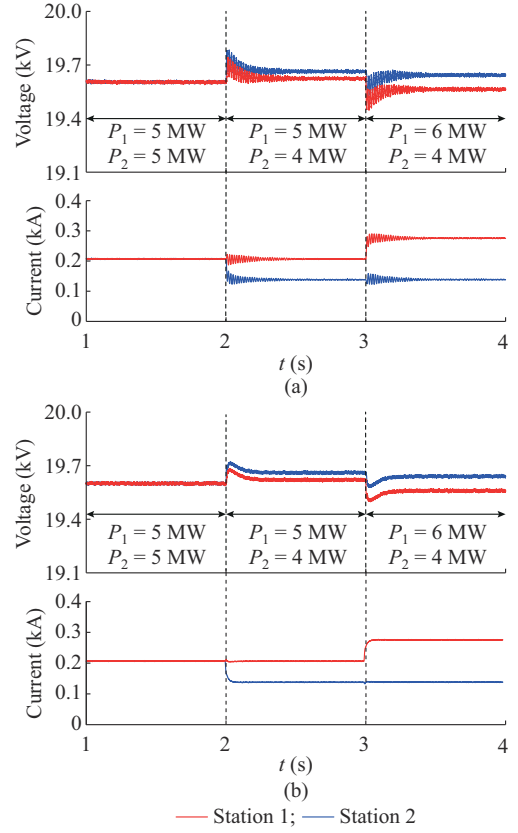 20.0
19.7
19.4
19.1
Voltage (kV)
P1 = 5 MW
P2 = 5 MW
P1 = 5 MW
P2 = 4 MW
P1 = 6 MW
P2 = 4 MW
0.4
0.3
0.2
0.1
0
Current (kA)
1 2 3 4
t (s)
(a)
20.0
19.7
19.4
19.1
Voltage (kV)
P1 = 5 MW
P2 = 5 MW
P1 = 5 MW
P2 = 4 MW
P1 = 6 MW
P2 = 4 MW
0.4
0.3
0.2
0.1
0
Current (kA)
1 2 3 4
t (s)
(b)
Station 1; Station 2